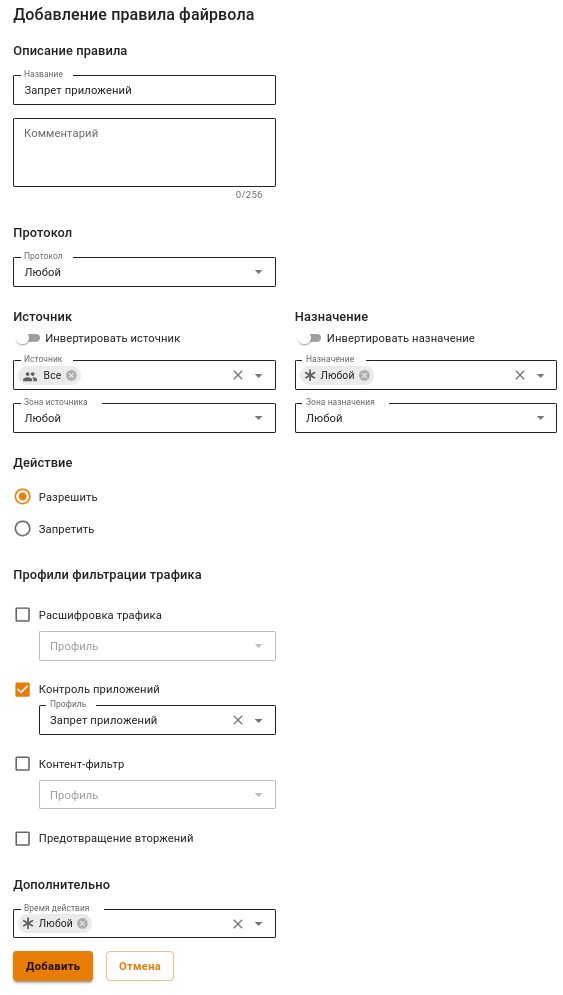 Добавление правила файрвола
Описание правила
Название
Запрет приложений
Комментарий
0/256
Протокол
Протокол
Любой
Источник
Инвертировать источник
Источник
Все
Зона источника
Любой
Назначение
Инвертировать назначение
Назначение
Любой
Зона назначения
Любой
Действие
Разрешить
Запретить
Профили фильтрации трафика
Расшифровка трафика
Профиль
Контроль приложений
Профиль
Запрет приложений
Контент-фильтр
Профиль
Предотвращение вторжений
Дополнительно
Время действия
Любой
Добавить
Отмена